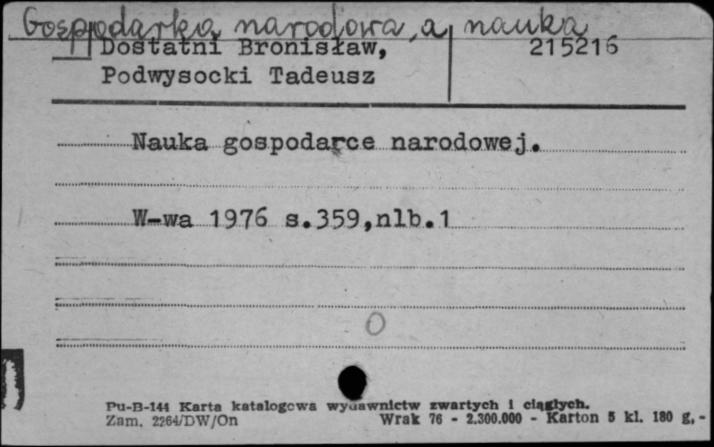 Gospodarka narodowa, a nauka
Dostatni Bronisław, 215216
Podwysocki Tadeusz
Nauka gospodarce narodowej.
W-wa 1976 s.359,nlb.1
O
Pu-B-144 Karta katalogowa wydawnictw zwartych i ciągłych.
Zam. 2264/DW/On Wrak 76 - 2.300.000 - Karton 5 kl. 180 g, -